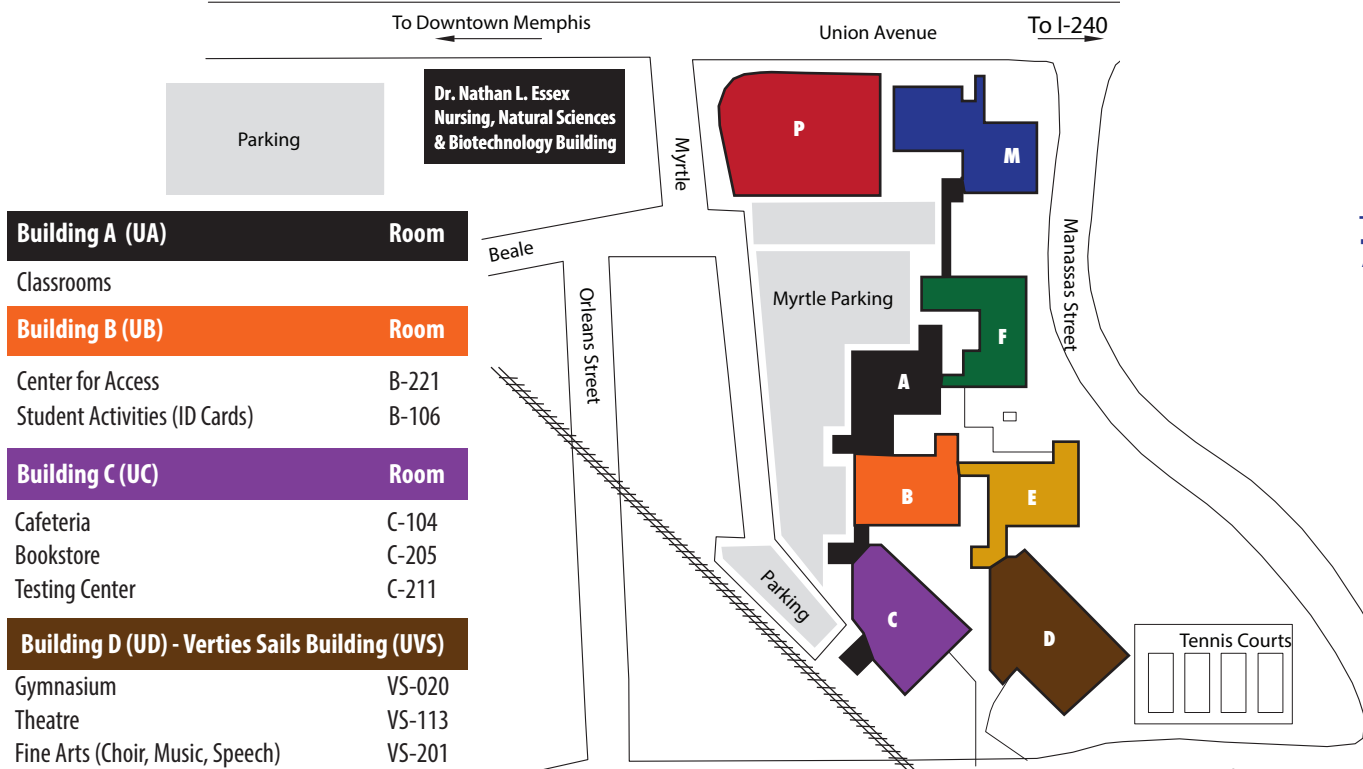 To Downtown Memphis
Union Avenue
To I-240
Dr. Nathan L. Essex
Nursing, Natural Sciences
& Biotechnology Building
Parking
P
M
Myrtle
Building A (UA) Room
Classrooms
Building B (UB) Room
Center for Access B-221
Student Activities (ID Cards) B-106
Building C (UC) Room
Cafeteria C-104
Bookstore C-205
Testing Center C-211
Building D (UD) - Verties Sails Building (UVS)
Gymnasium VS-020
Theatre VS-113
Fine Arts (Choir, Music, Speech) VS-201
Beale
Orleans Street
Myrtle Parking
Manassas Street
F
A
B
E
Parking
C
D
Tennis Courts